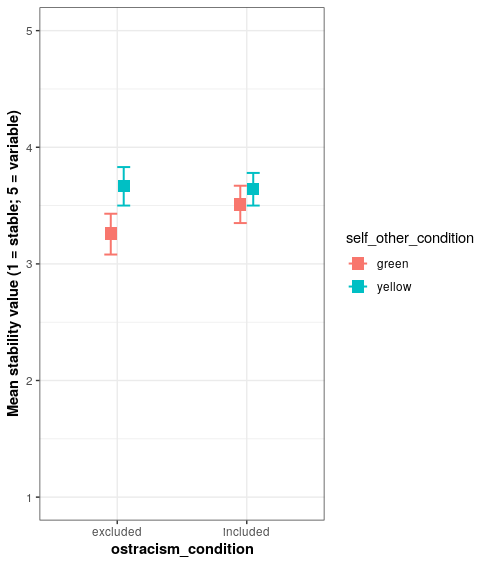 Mean stability value (1 = stable; 5 = variable)
5
4
3
2
1
excluded
included
ostracism_condition
self_other_condition
green
yellow